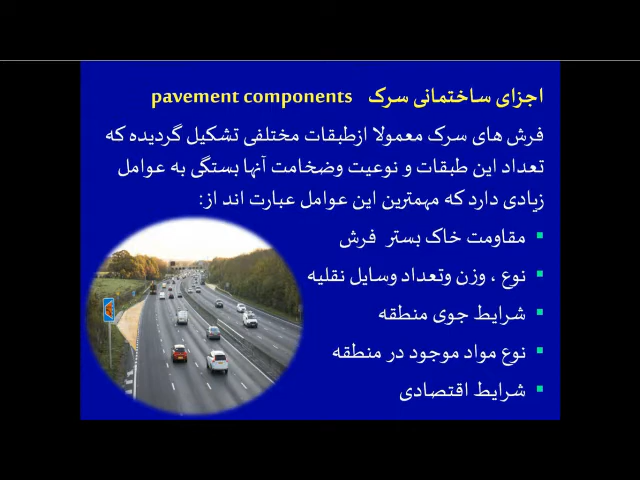 اجزای ساختمانی سرک pavement components
فرش های سرک معمولا ازطبقات مختلفی تشکیل گردیده که
تعداد این طبقات و نوعیت وضخامت آنها بستگی به عوامل
زیادی دارد که مهمترین این عوامل عبارت اند از:
▪ مقاومت خاک بستر فرش
▪ نوع ، وزن وتعداد وسایل نقلیه
▪ شرایط جوی منطقه
▪ نوع مواد موجود در منطقه
▪ شرایط اقتصادی